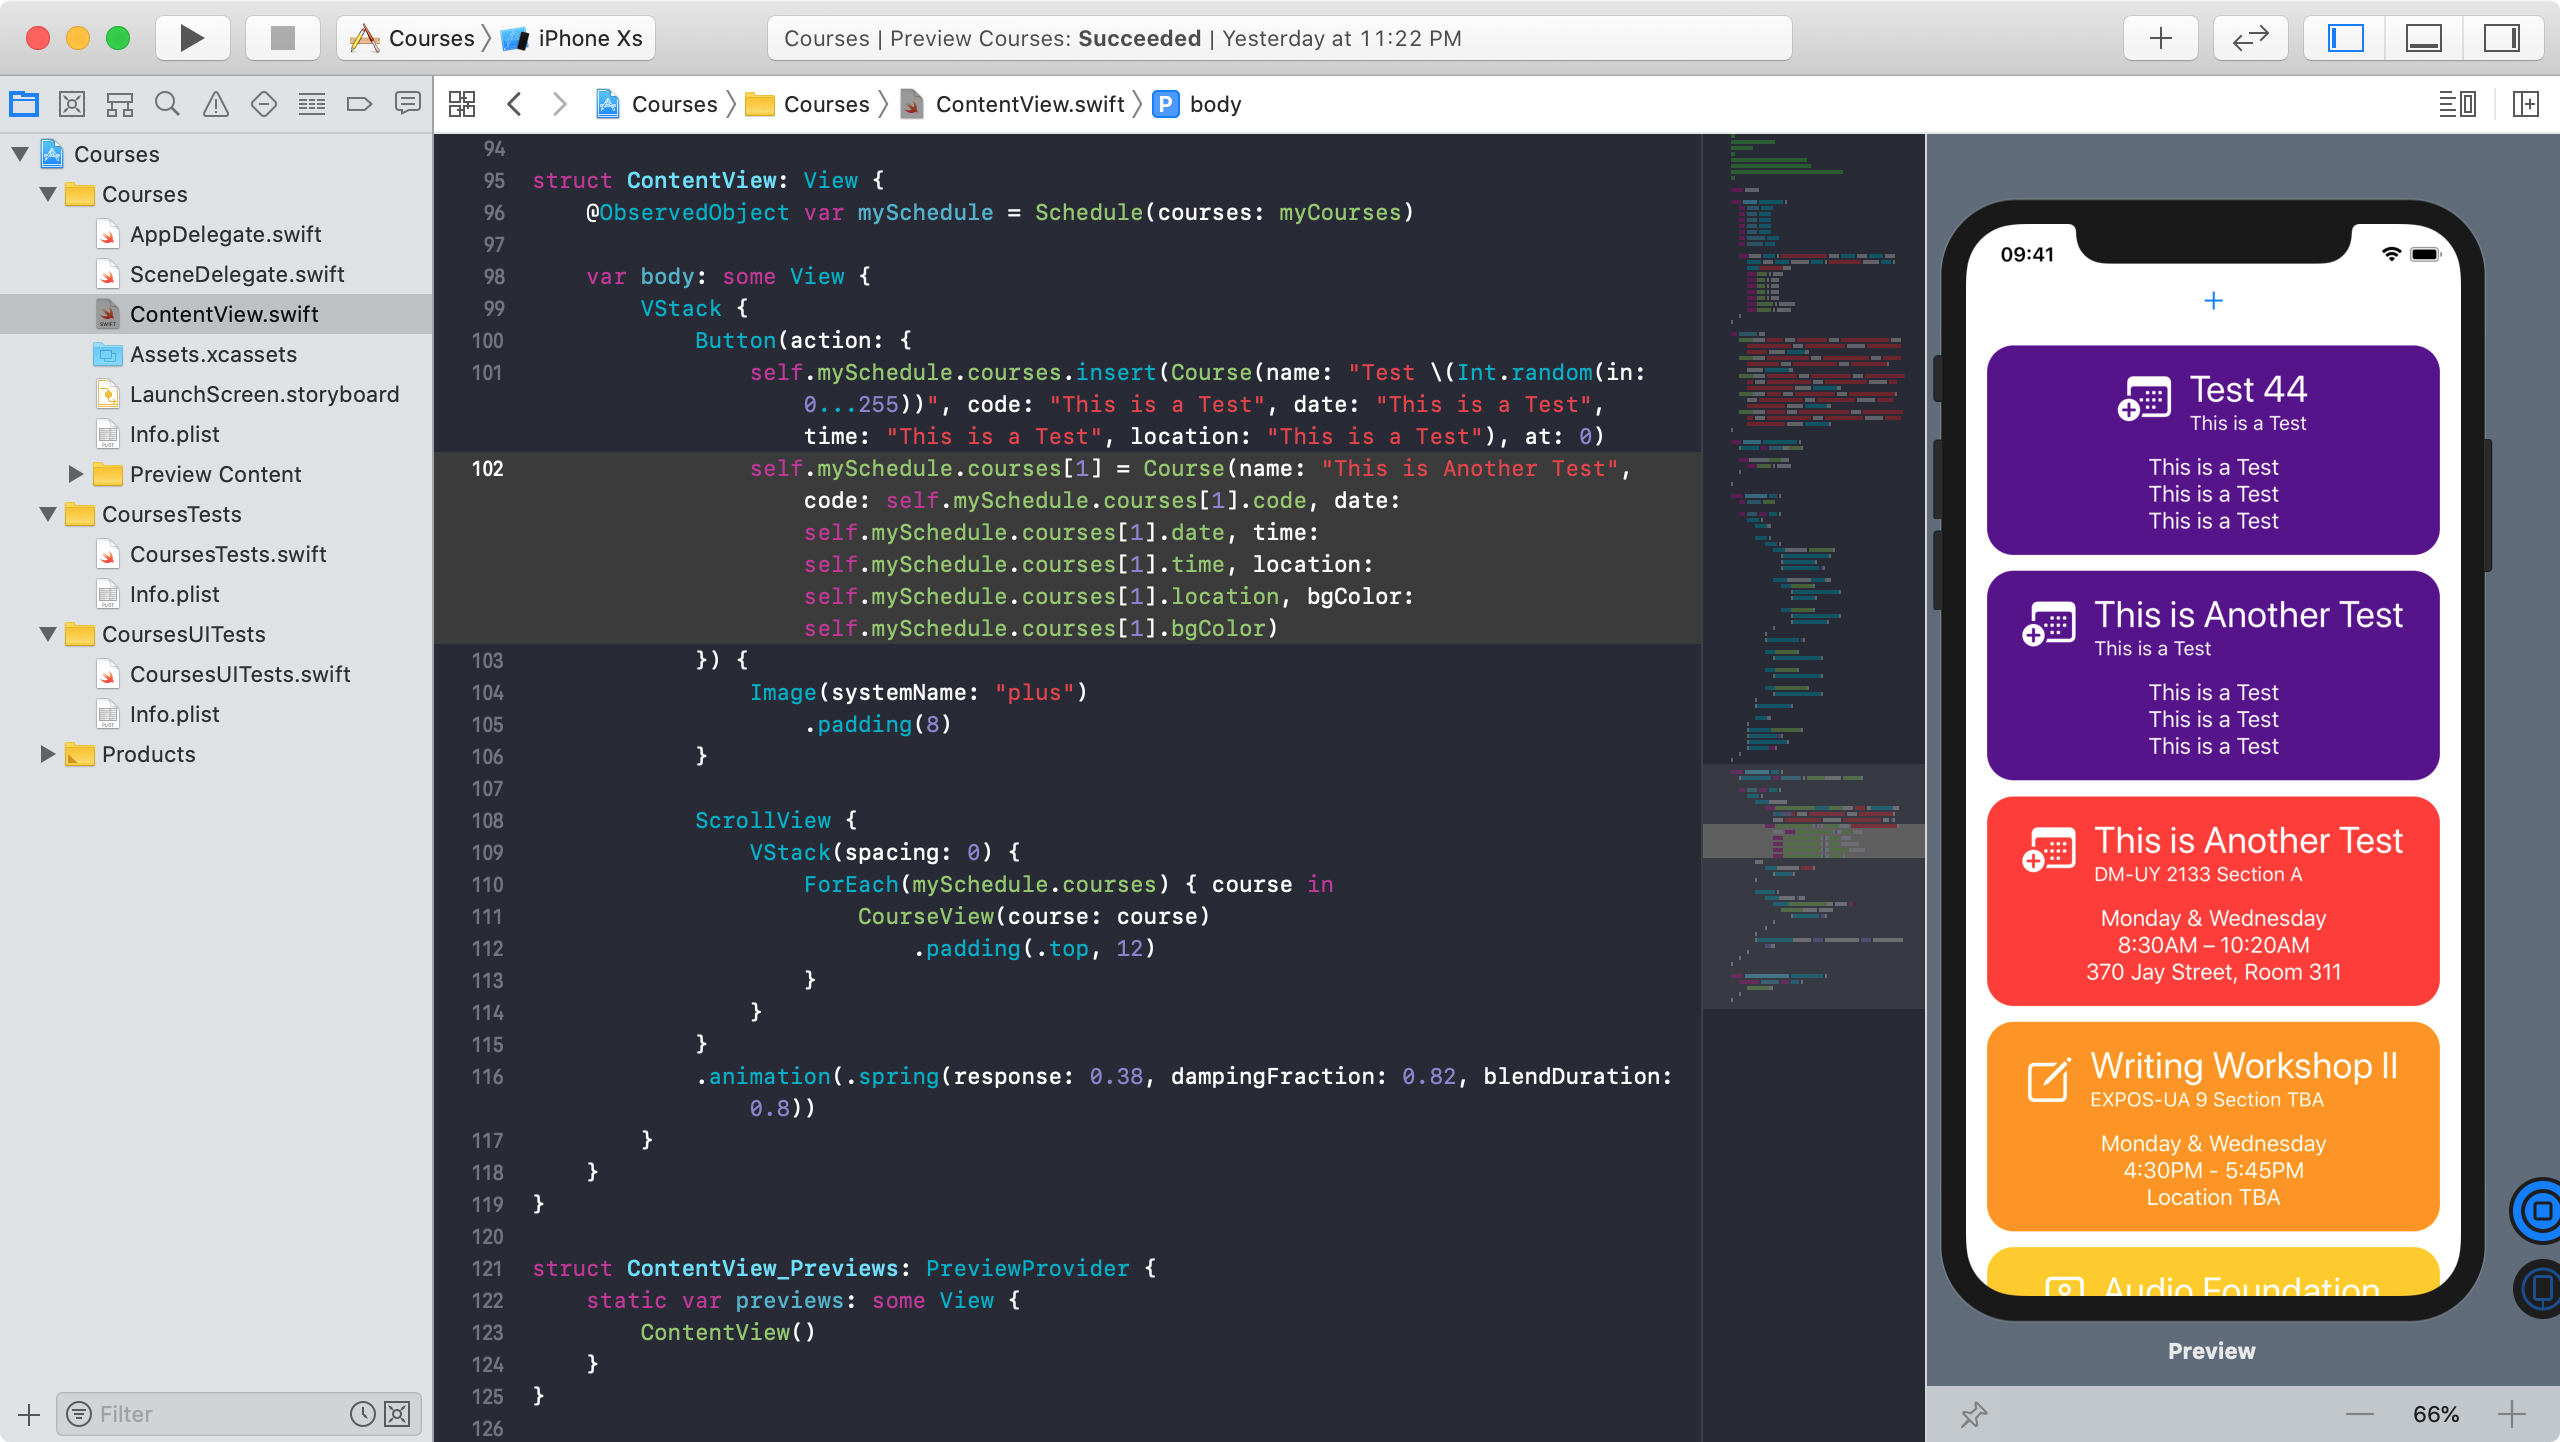 Courses
iPhone Xs
Courses | Preview Courses: Succeeded | Yesterday at 11:22 PM
Courses
Courses
ContentView.swift
P
body
Courses
Courses
AppDelegate.swift
SceneDelegate.swift
ContentView.swift
Assets.xcassets
LaunchScreen.storyboard
Info.plist
Preview Content
CoursesTests
CoursesTests.swift
Info.plist
CoursesUITests
CoursesUITests.swift
Info.plist
Products
Filter
94
95 struct ContentView: View {
96 @ObservedObject var mySchedule = Schedule(courses: myCourses)
97
98 var body: some View {
99 VStack {
100 Button(action: {
101 self.mySchedule.courses.insert(Course(name: "Test \(Int.random(in:
0...255))", code: "This is a Test", date: "This is a Test",
time: "This is a Test", location: "This is a Test"), at: 0)
102 self.mySchedule.courses[1] = Course(name: "This is Another Test",
code: self.mySchedule.courses[1].code, date:
self.mySchedule.courses[1].date, time:
self.mySchedule.courses[1].time, location:
self.mySchedule.courses[1].location, bgColor:
self.mySchedule.courses[1].bgColor)
103 }) {
104 Image(systemName: "plus")
105 .padding(8)
106 }
107
108 ScrollView {
109 VStack(spacing: 0) {
110 ForEach(mySchedule.courses) { course in
111 CourseView(course: course)
112 .padding(.top, 12)
113 }
114 }
115 }
116 .animation(.spring(response: 0.38, dampingFraction: 0.82, blendDuration:
0.8))
117 }
118 }
119 }
120
121 struct ContentView_Previews: PreviewProvider {
122 static var previews: some View {
123 ContentView()
124 }
125 }
126
09:41
Test 44
This is a Test
This is a Test
This is a Test
This is a Test
This is Another Test
This is a Test
This is a Test
This is a Test
This is a Test
This is Another Test
DM-UY 2133 Section A
Monday & Wednesday
8:30AM – 10:20AM
370 Jay Street, Room 311
Writing Workshop II
EXPOS-UA 9 Section TBA
Monday & Wednesday
4:30PM - 5:45PM
Location TBA
Audio Foundation
Preview
66%